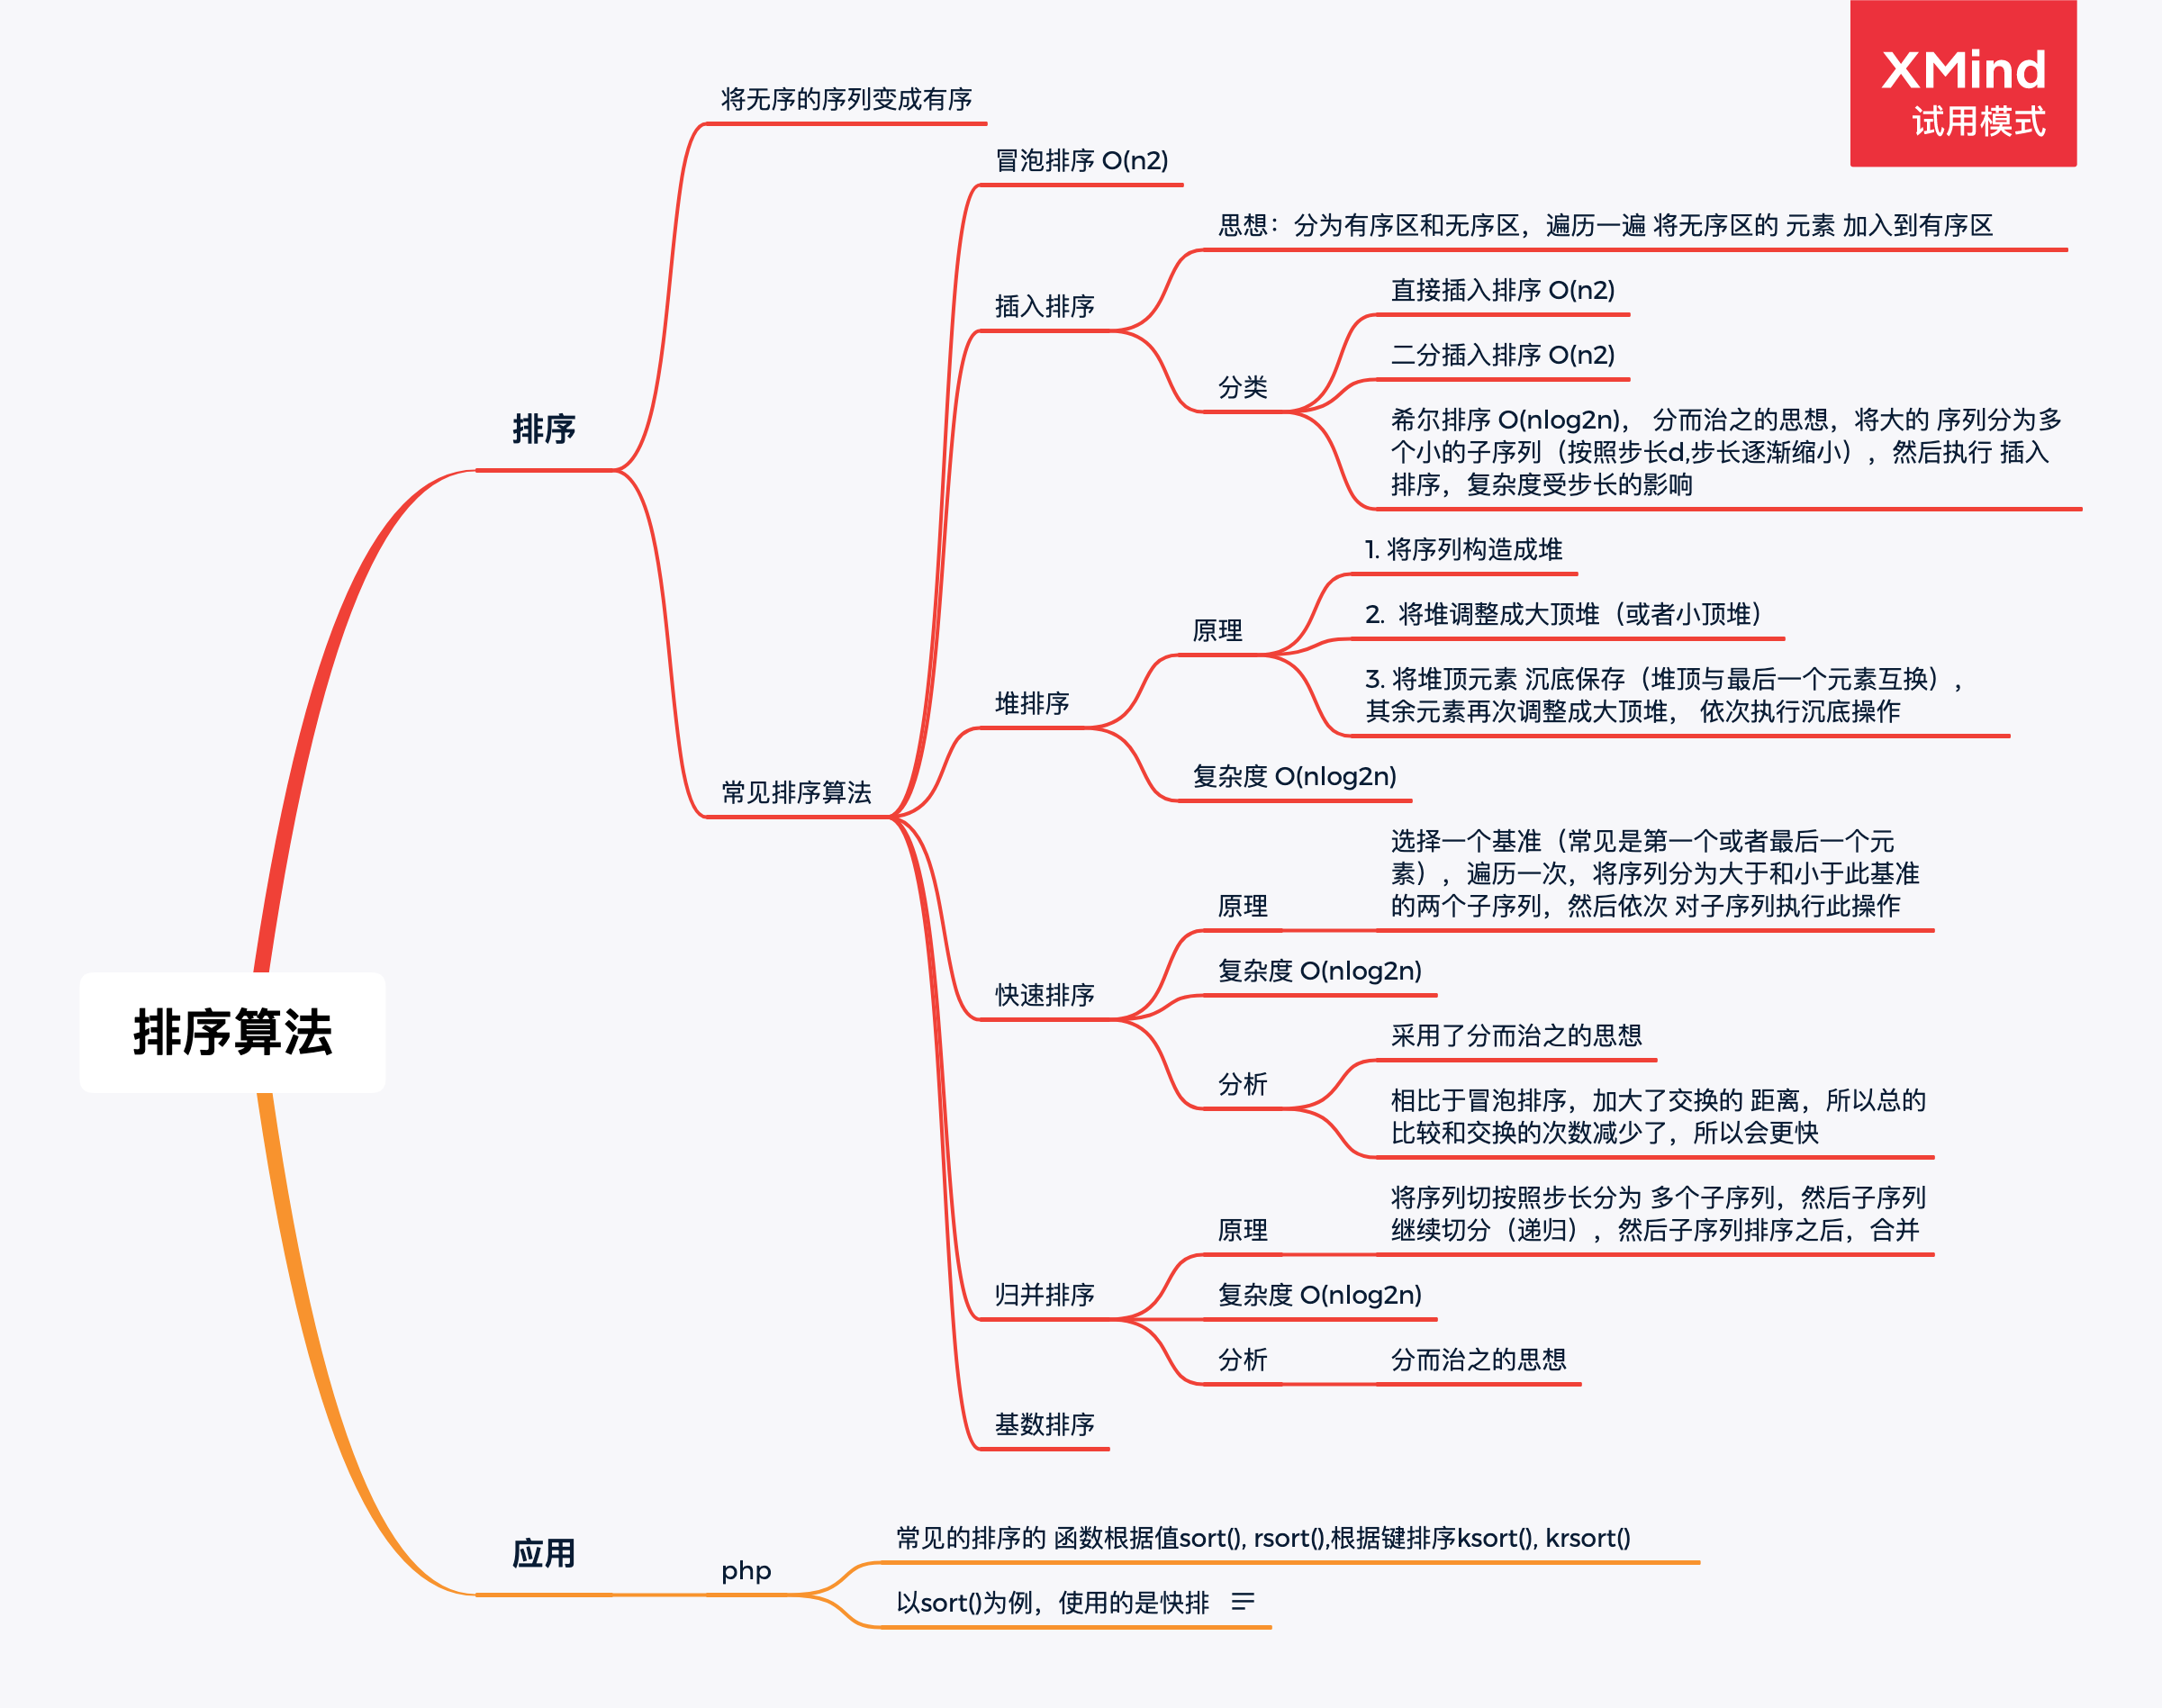 XMind
试用模式
排序算法
排序
将无序的序列变成有序
常见排序算法
冒泡排序 O(n2)
插入排序
思想：分为有序区和无序区，遍历一遍 将无序区的 元素 加入到有序区
分类
直接插入排序 O(n2)
二分插入排序 O(n2)
希尔排序 O(nlog2n)， 分而治之的思想，将大的 序列分为多
个小的子序列（按照步长d,步长逐渐缩小），然后执行 插入
排序，复杂度受步长的影响
堆排序
原理
1. 将序列构造成堆
2.  将堆调整成大顶堆（或者小顶堆）
3. 将堆顶元素 沉底保存（堆顶与最后一个元素互换），
其余元素再次调整成大顶堆， 依次执行沉底操作
复杂度 O(nlog2n)
快速排序
原理
选择一个基准（常见是第一个或者最后一个元
素），遍历一次，将序列分为大于和小于此基准
的两个子序列，然后依次 对子序列执行此操作
复杂度 O(nlog2n)
分析
采用了分而治之的思想
相比于冒泡排序，加大了交换的 距离，所以总的
比较和交换的次数减少了，所以会更快
归并排序
原理
将序列切按照步长分为 多个子序列，然后子序列
继续切分（递归），然后子序列排序之后，合并
复杂度 O(nlog2n)
分析
分而治之的思想
基数排序
应用
php
常见的排序的 函数根据值sort(), rsort(),根据键排序ksort(), krsort()
以sort()为例，使用的是快排